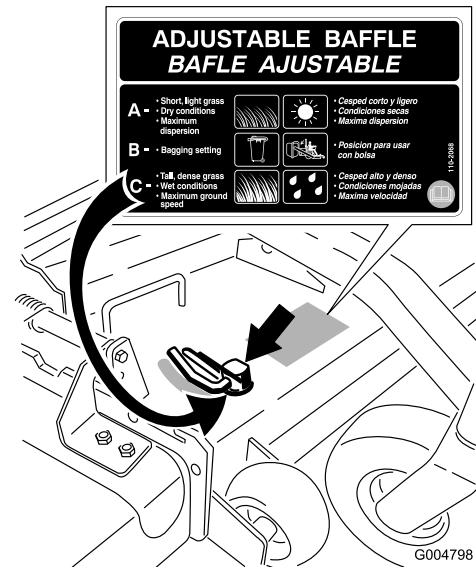 ADJUSTABLE BAFFLE
BAFLE AJUSTABLE
A -
• Short, light grass
• Dry conditions
• Maximum
dispersion
• Cesped corto y ligero
• Condiciones secas
• Maxima dispersion
B -
• Bagging setting
• Posicion para usar
con bolsa
C -
• Tall, dense grass
• Wet conditions
• Maximum ground
speed
• Cesped alto y denso
• Condiciones mojadas
• Maxima velocidad
110-2068
G004798